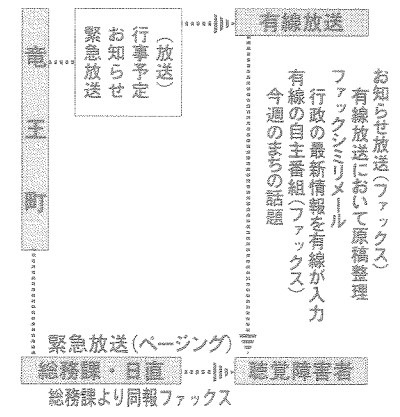 竜王町
(放送)
行事予定
お知らせ
緊急放送
有線放送
お知らせ放送(ファックス)
有線放送において原稿整理
ファックシミリメール
行政の最新情報を有線が入力
有線の自主番組(ファックス)
今週のまちの話題
緊急放送(ページング)
総務課・日直
聴覚障害者
総務課より同報ファックス